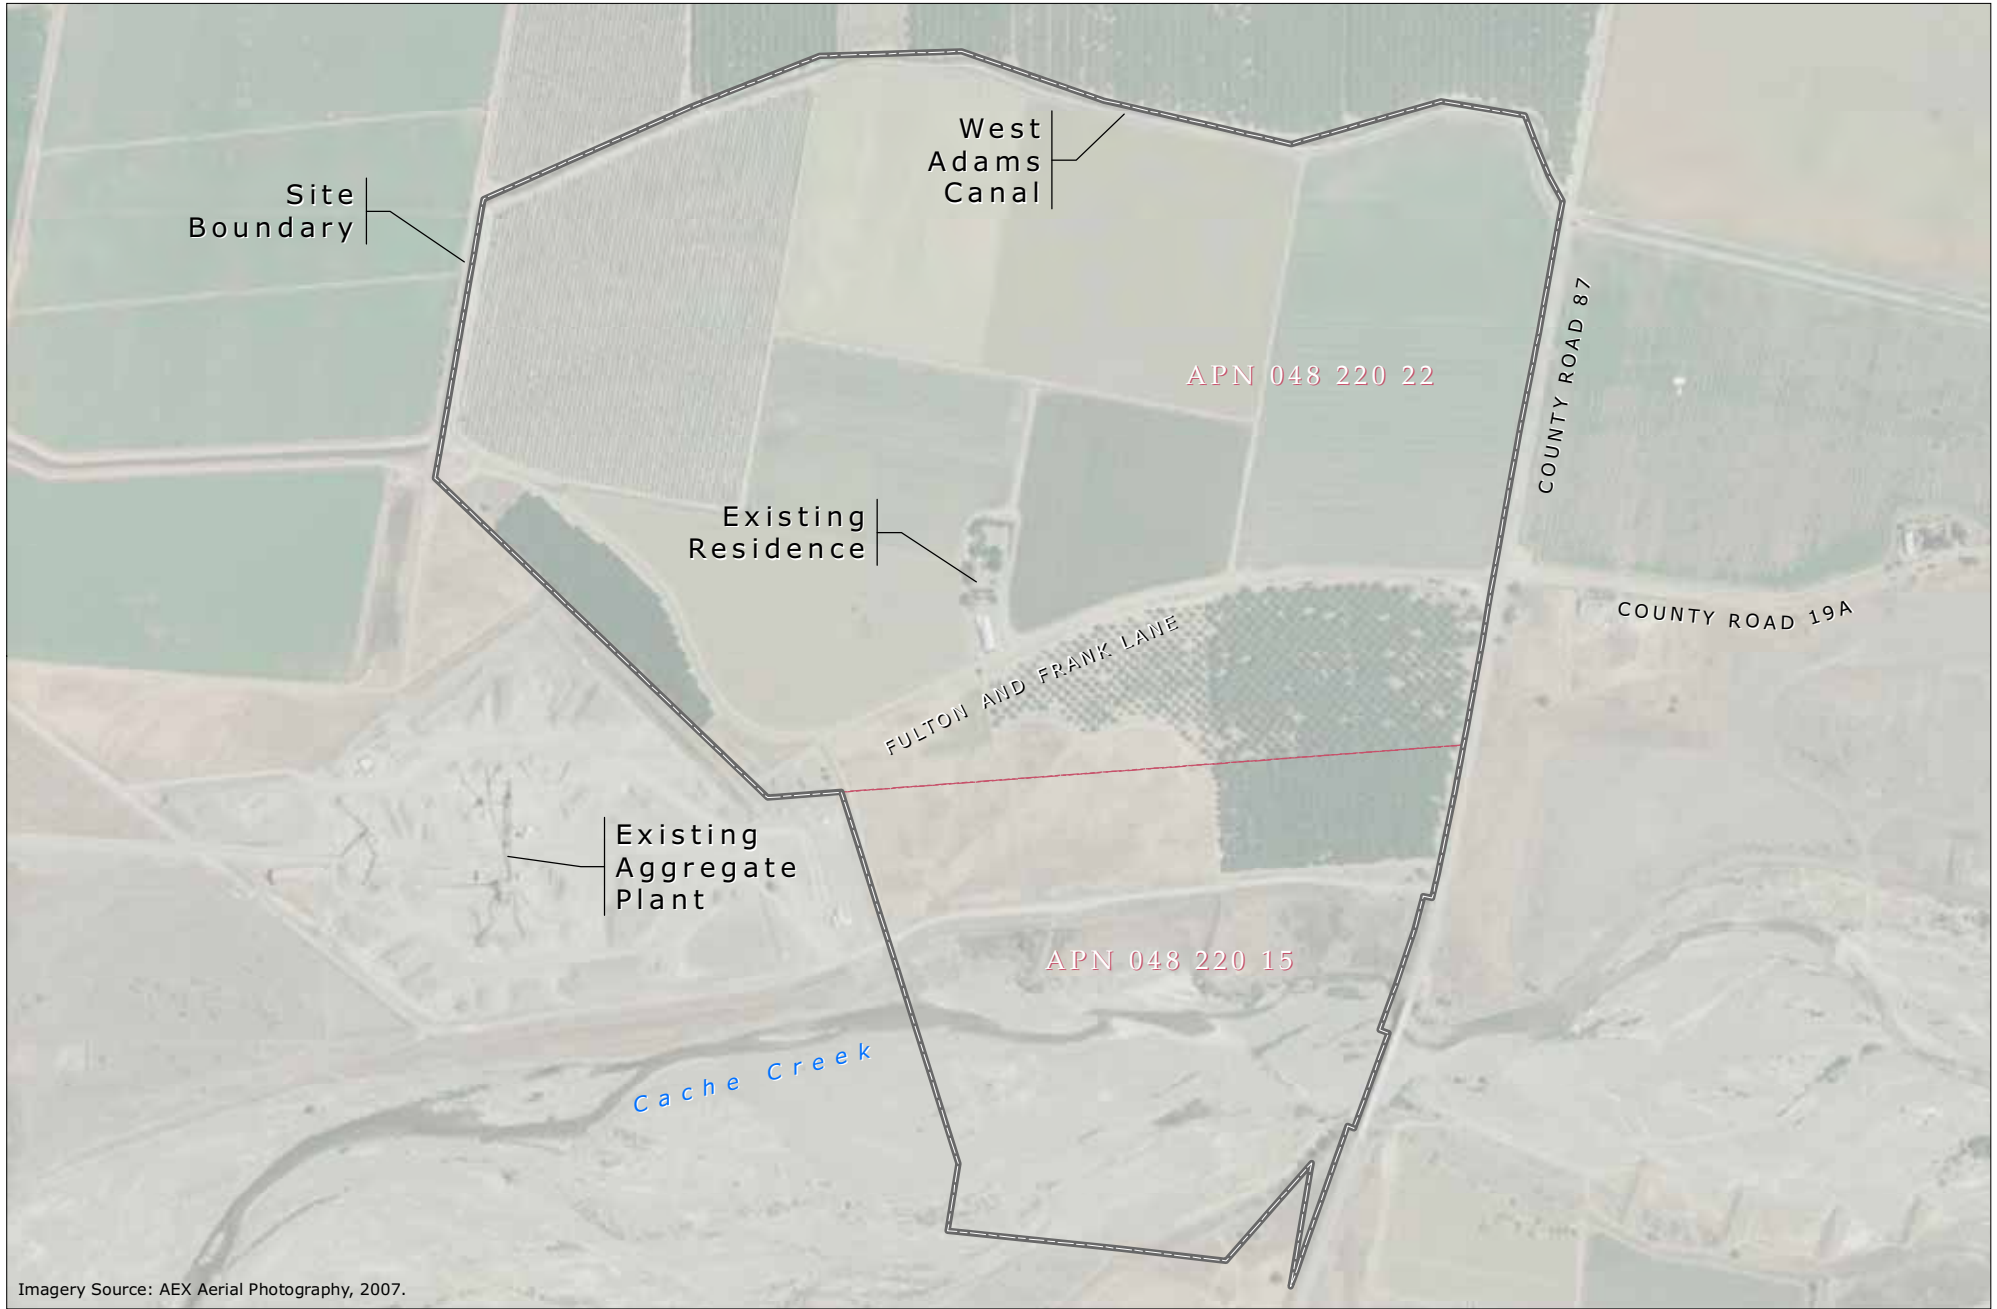 West
Adams
Canal
Site
Boundary
COUNTY ROAD 87
APN 048 220 22
Existing
Residence
COUNTY ROAD 19A
FULTON AND FRANK LANE
Existing
Aggregate
Plant
APN 048 220 15
Cache Creek
Imagery Source: AEX Aerial Photography, 2007.